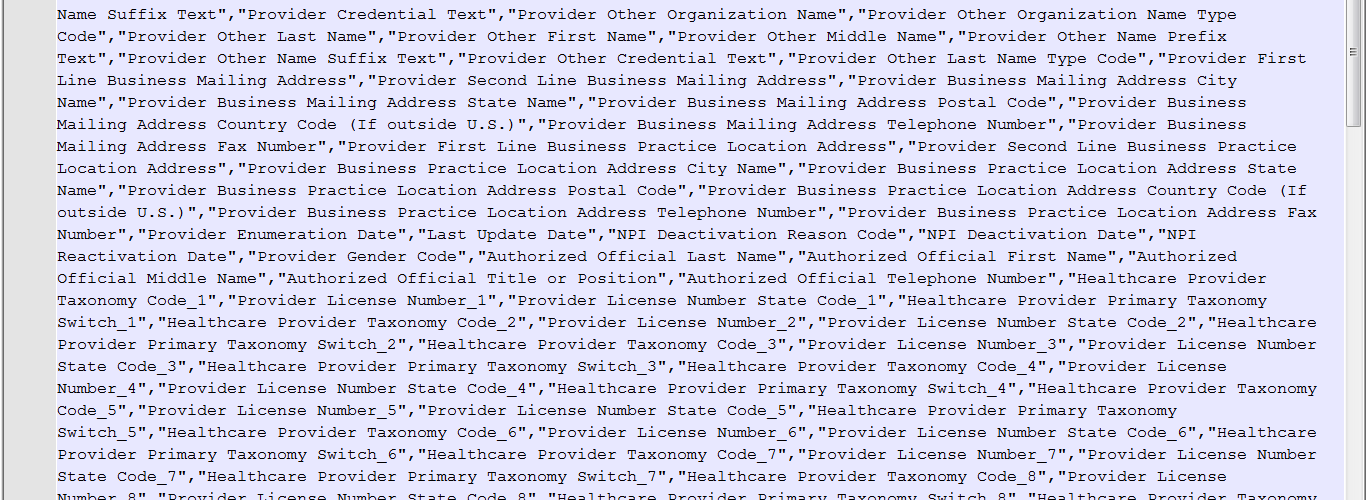 Name Suffix Text","Provider Credential Text","Provider Other Organization Name","Provider Other Organization Name Type
Code","Provider Other Last Name","Provider Other First Name","Provider Other Middle Name","Provider Other Name Prefix
Text","Provider Other Name Suffix Text","Provider Other Credential Text","Provider Other Last Name Type Code","Provider First
Line Business Mailing Address","Provider Second Line Business Mailing Address","Provider Business Mailing Address City
Name","Provider Business Mailing Address State Name","Provider Business Mailing Address Postal Code","Provider Business
Mailing Address Country Code (If outside U.S.)","Provider Business Mailing Address Telephone Number","Provider Business
Mailing Address Fax Number","Provider First Line Business Practice Location Address","Provider Second Line Business Practice
Location Address","Provider Business Practice Location Address City Name","Provider Business Practice Location Address State
Name","Provider Business Practice Location Address Postal Code","Provider Business Practice Location Address Country Code (If
outside U.S.)","Provider Business Practice Location Address Telephone Number","Provider Business Practice Location Address Fax
Number","Provider Enumeration Date","Last Update Date","NPI Deactivation Reason Code","NPI Deactivation Date","NPI
Reactivation Date","Provider Gender Code","Authorized Official Last Name","Authorized Official First Name","Authorized
Official Middle Name","Authorized Official Title or Position","Authorized Official Telephone Number","Healthcare Provider
Taxonomy Code_1","Provider License Number_1","Provider License Number State Code_1","Healthcare Provider Primary Taxonomy
Switch_1","Healthcare Provider Taxonomy Code_2","Provider License Number_2","Provider License Number State Code_2","Healthcare
Provider Primary Taxonomy Switch_2","Healthcare Provider Taxonomy Code_3","Provider License Number_3","Provider License Number
State Code_3","Healthcare Provider Primary Taxonomy Switch_3","Healthcare Provider Taxonomy Code_4","Provider License
Number_4","Provider License Number State Code_4","Healthcare Provider Primary Taxonomy Switch_4","Healthcare Provider Taxonomy
Code_5","Provider License Number_5","Provider License Number State Code_5","Healthcare Provider Primary Taxonomy
Switch_5","Healthcare Provider Taxonomy Code_6","Provider License Number_6","Provider License Number State Code_6","Healthcare
Provider Primary Taxonomy Switch_6","Healthcare Provider Taxonomy Code_7","Provider License Number_7","Provider License Number
State Code_7","Healthcare Provider Primary Taxonomy Switch_7","Healthcare Provider Taxonomy Code_8","Provider License
Number_8","Provider License Number State Code_8","Healthcare Provider Primary Taxonomy Switch_8","Healthcare Provider Taxonomy